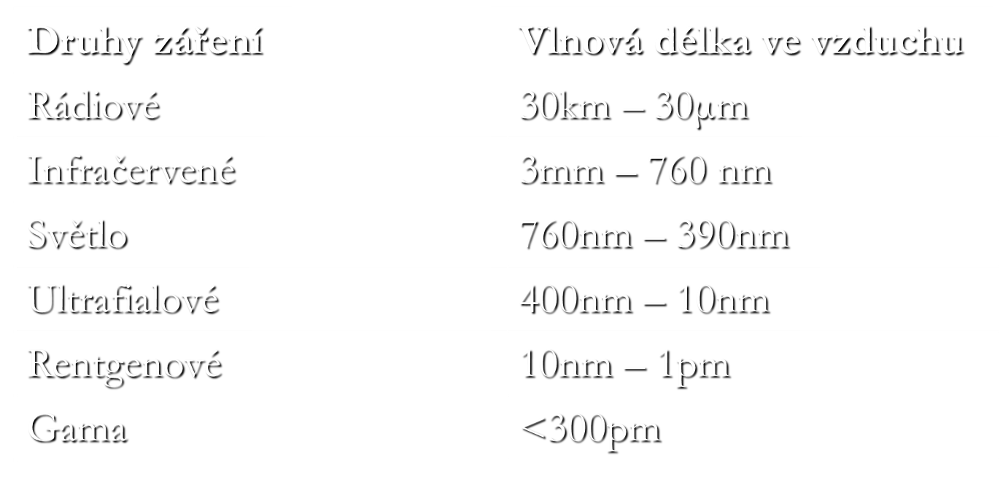 Druhy záření Vlnová délka ve vzduchu
Rádiové 30km – 30μm
Infračervené 3mm – 760 nm
Světlo 760nm – 390nm
Ultrafialové 400nm – 10nm
Rentgenové 10nm – 1pm
Gama <300pm